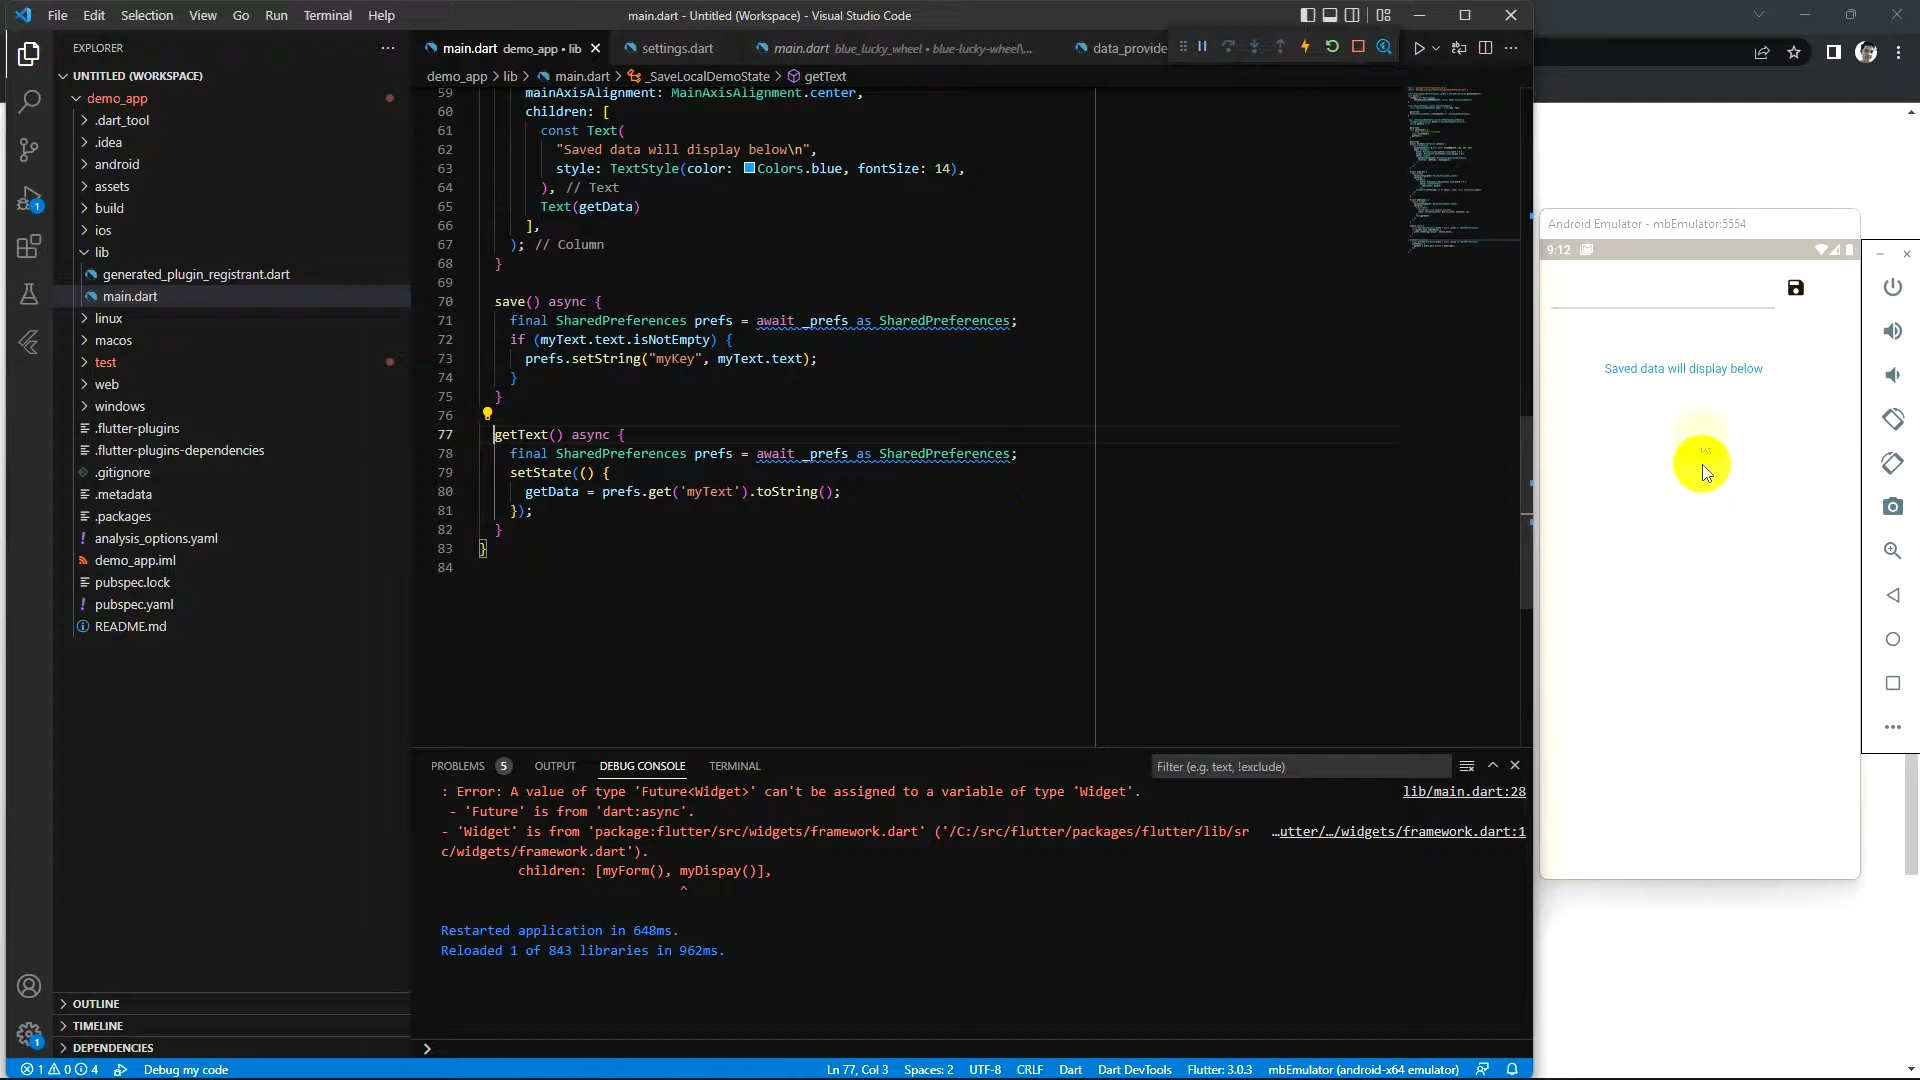 File Edit Selection View Go Run Terminal Help
main.dart - Untitled (Workspace) - Visual Studio Code
EXPLORER
UNTITLED (WORKSPACE)
demo_app
.dart_tool
.idea
android
assets
build
ios
lib
generated_plugin_registrant.dart
main.dart
linux
macos
test
web
windows
.flutter-plugins
.flutter-plugins-dependencies
.gitignore
.metadata
.packages
analysis_options.yaml
demo_app.iml
pubspec.lock
pubspec.yaml
README.md
OUTLINE
TIMELINE
DEPENDENCIES
1
1
main.dart demo_app • lib settings.dart main.dart blue_lucky_wheel • blue-lucky-wheel\... data_provide
demo_app > lib > main.dart > _SaveLocalDemoState > getText
59 mainAxisAlignment: MainAxisAlignment.center,
60 children: [
61 const Text(
62 "Saved data will display below\n",
63 style: TextStyle(color: Colors.blue, fontSize: 14),
64 ), // Text
65 Text(getData)
66 ],
67 ); // Column
68 }
69
70 save() async {
71 final SharedPreferences prefs = await _prefs as SharedPreferences;
72 if (myText.text.isNotEmpty) {
73 prefs.setString("myKey", myText.text);
74 }
75 }
76
77 getText() async {
78 final SharedPreferences prefs = await _prefs as SharedPreferences;
79 setState(() {
80 getData = prefs.get('myText').toString();
81 });
82 }
83 }
84
PROBLEMS 5 OUTPUT DEBUG CONSOLE TERMINAL
Filter (e.g. text, !exclude)
: Error: A value of type 'Future<Widget>' can't be assigned to a variable of type 'Widget'. lib/main.dart:28
- 'Future' is from 'dart:async'.
- 'Widget' is from 'package:flutter/src/widgets/framework.dart' ('/C:/src/flutter/packages/flutter/lib/sr …utter/…/widgets/framework.dart:1
c/widgets/framework.dart').
children: [myForm(), myDispay()],
^
Restarted application in 648ms.
Reloaded 1 of 843 libraries in 962ms.
1 0 4 Debug my code Ln 77, Col 3 Spaces: 2 UTF-8 CRLF Dart Dart DevTools Flutter: 3.0.3 mbEmulator (android-x64 emulator)
Android Emulator - mbEmulator:5554
9:12
Saved data will display below